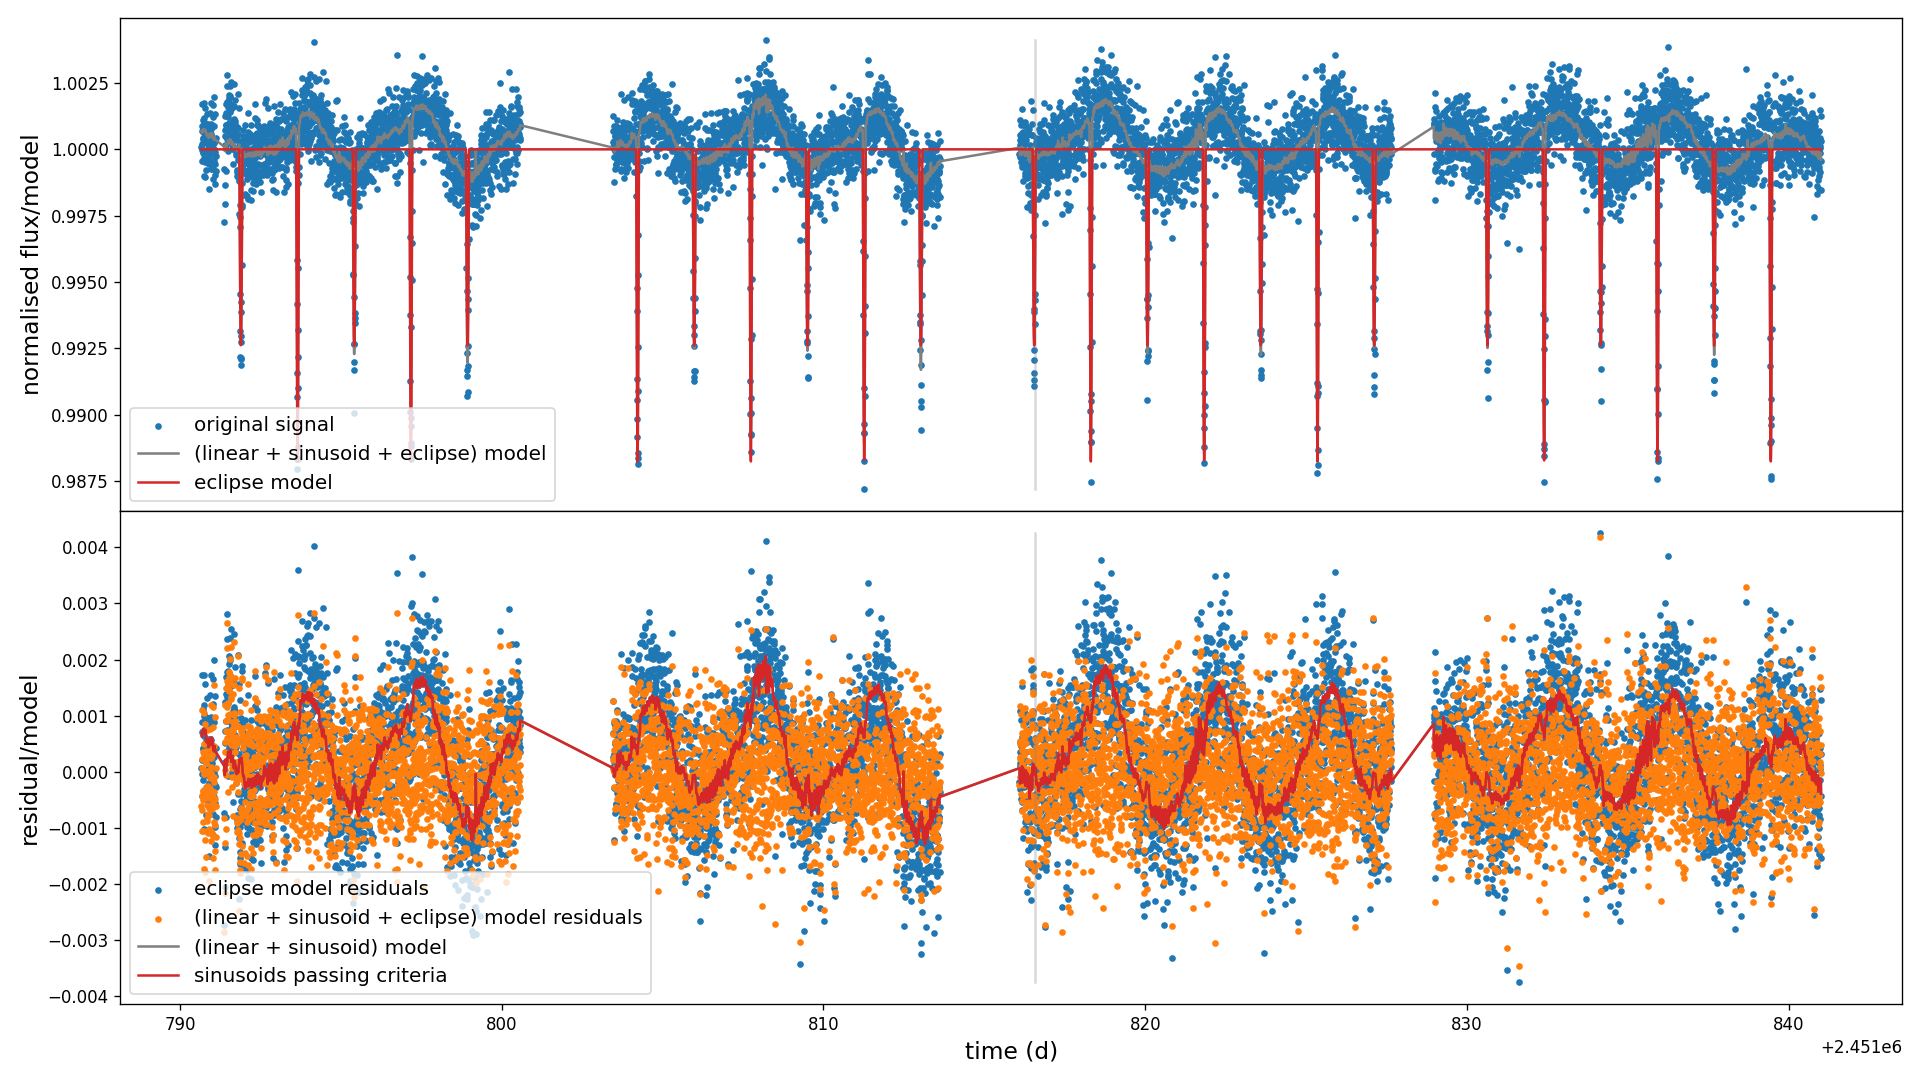 normalised flux/model
1.0025
1.0000
0.9975
0.9950
0.9925
0.9900
0.9875
original signal
(linear + sinusoid + eclipse) model
eclipse model
residual/model
0.004
0.003
0.002
0.001
0.000
−0.001
−0.002
−0.003
−0.004
eclipse model residuals
(linear + sinusoid + eclipse) model residuals
(linear + sinusoid) model
sinusoids passing criteria
790 800 810 820 830 840
time (d)
+2.451e6